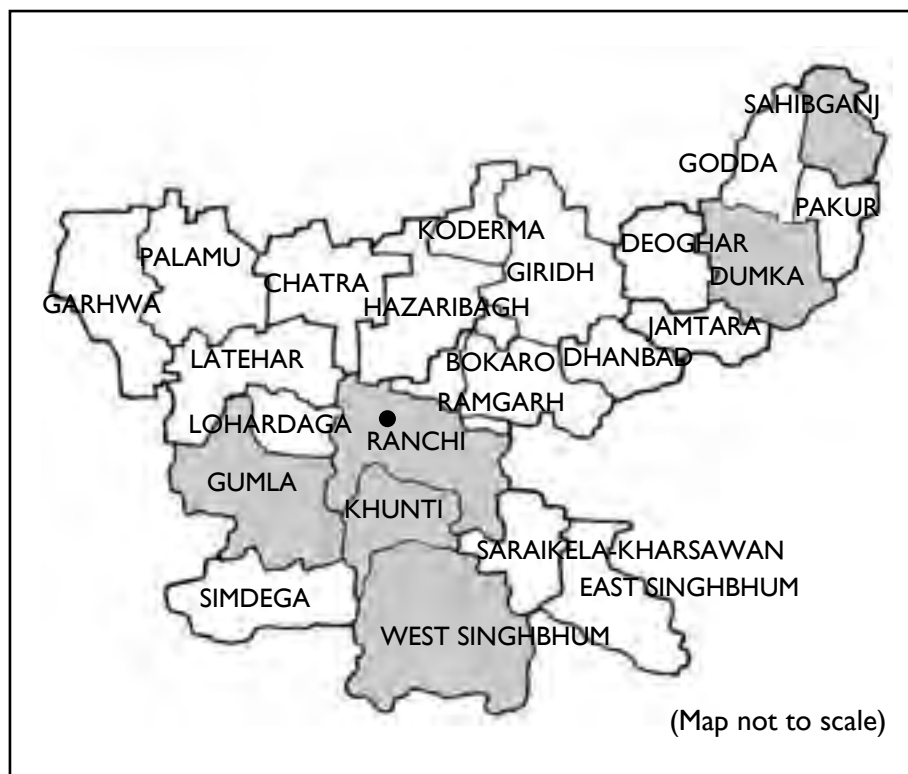 SAHIBGANJ
GODDA
PAKUR
KODERMA
DEOGHAR
PALAMU
GIRIDH
DUMKA
CHATRA
GARHWA
HAZARIBAGH
JAMTARA
LATEHAR
BOKARO
DHANBAD
RAMGARH
LOHARDAGA
RANCHI
GUMLA
KHUNTI
SARAIKELA-KHARSAWAN
EAST SINGHBHUM
SIMDEGA
WEST SINGHBHUM
(Map not to scale)